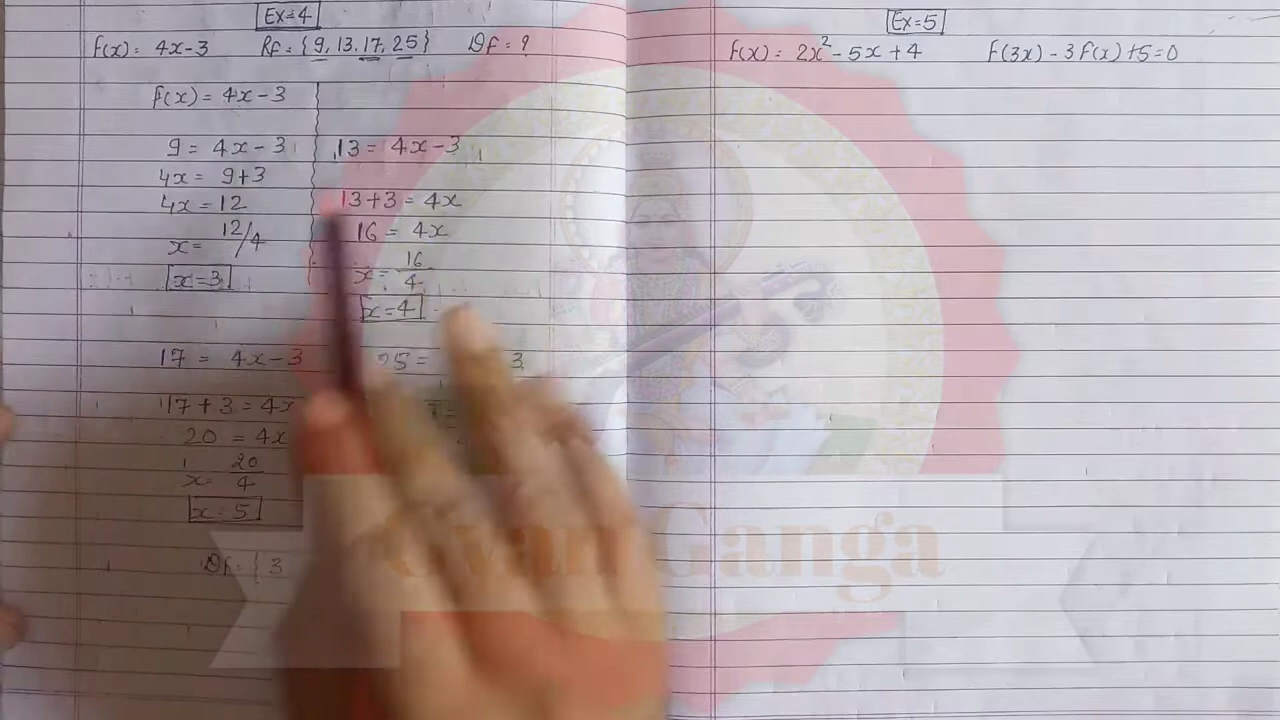 Ex=4
f(x) = 4x-3 Rf = {9, 13, 17, 25} Df = ?
f(x) = 4x-3
9 = 4x-3
4x = 9+3
4x = 12
x = 12/4
x=3
13 = 4x-3
13+3 = 4x
16 = 4x
x = 16/4
x=4
17 = 4x-3
17+3 = 4x
20 = 4x
x = 20/4
x = 5
25 = 3
Df = { 3
Ex=5
f(x) = 2x²-5x+4 f(3x)-3f(x)+5=0
Gyan Ganga